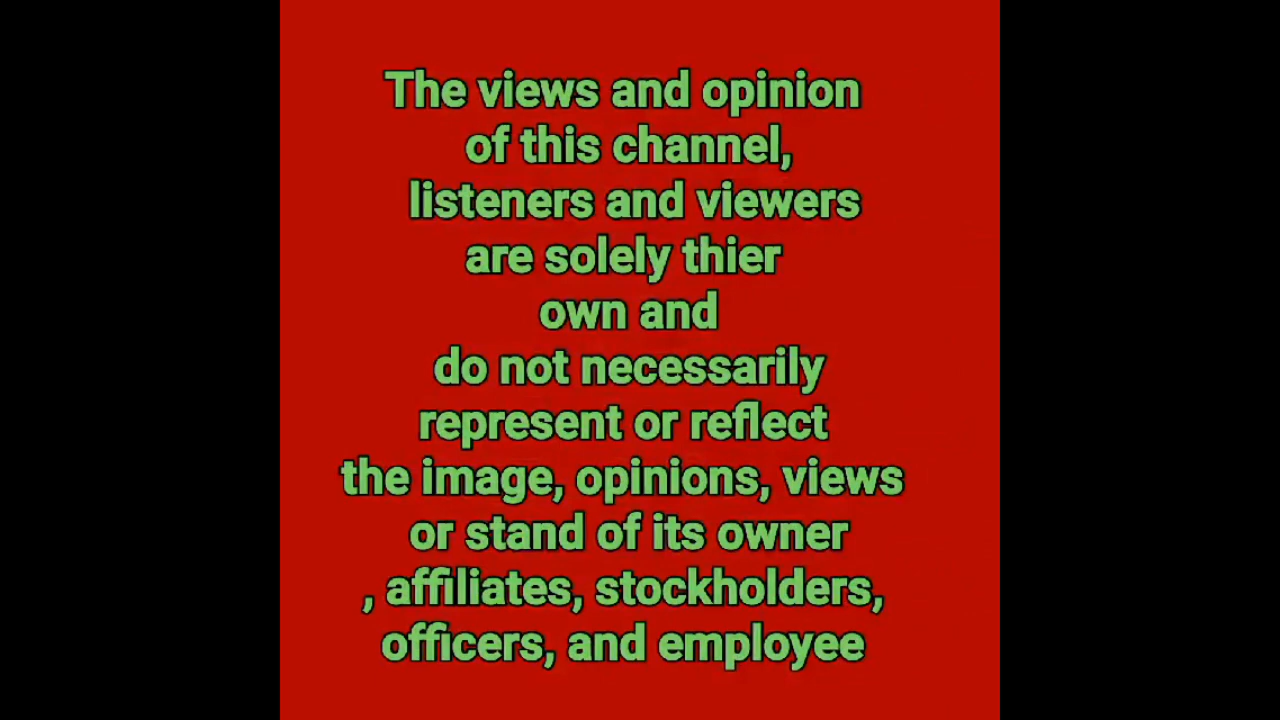 The views and opinion
of this channel,
listeners and viewers
are solely thier
own and
do not necessarily
represent or reflect
the image, opinions, views
or stand of its owner
, affiliates, stockholders,
officers, and employee